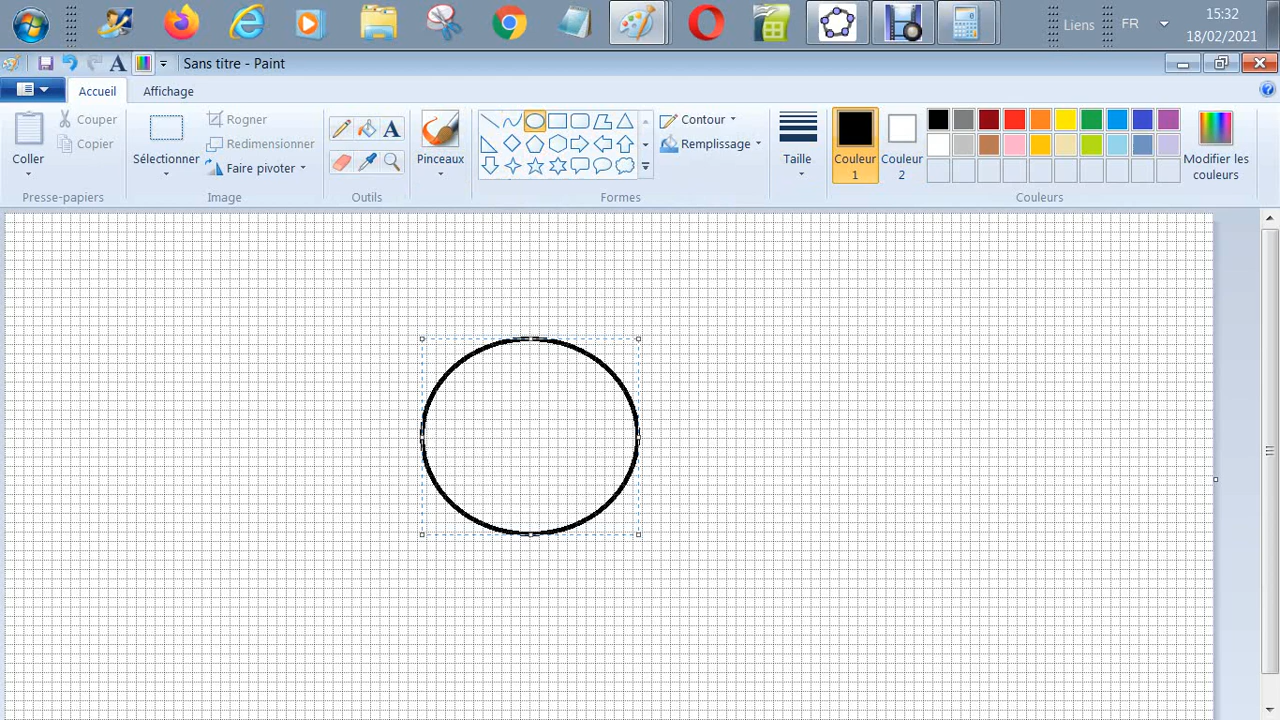 15:32
Liens
FR
18/02/2021
A
Sans titre - Paint
Accueil
Affichage
Coller
Couper
Copier
Presse-papiers
Sélectionner
Rogner
Redimensionner
Faire pivoter
Image
A
Outils
Pinceaux
Contour
Remplissage
Formes
Taille
Couleur
1
Couleur
2
Modifier les
couleurs
Couleurs